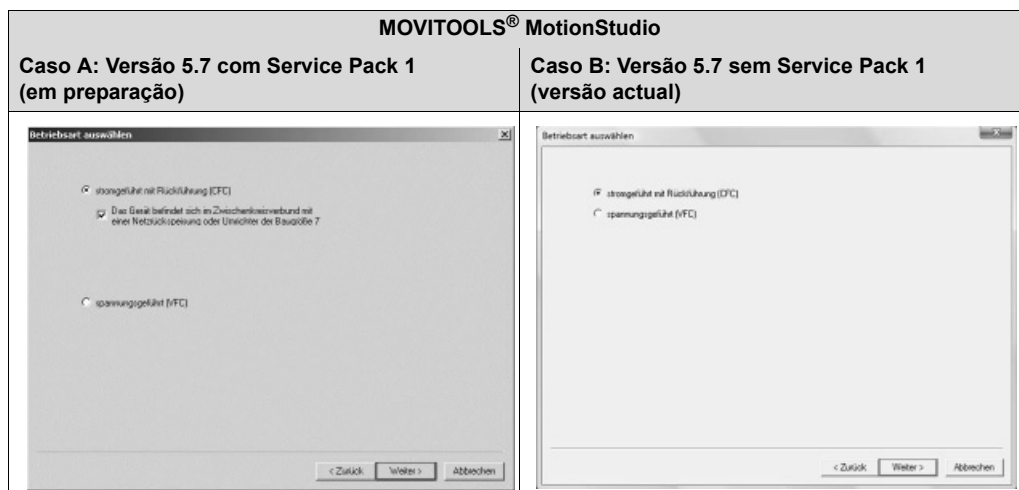 MOVITOOLS® MotionStudio
Caso A: Versão 5.7 com Service Pack 1
(em preparação)
Caso B: Versão 5.7 sem Service Pack 1
(versão actual)
Betriebsart auswählen
stromgeführt mit Rückführung (CFC)
Das Gerät befindet sich im Zwischenkreisverbund mit
einer Netzrückspeisung oder Umrichter der Baugröße 7
spannungsgeführt (VFC)
< Zurück Weiter > Abbrechen
Betriebsart auswählen
stromgeführt mit Rückführung (CFC)
spannungsgeführt (VFC)
< Zurück Weiter > Abbrechen